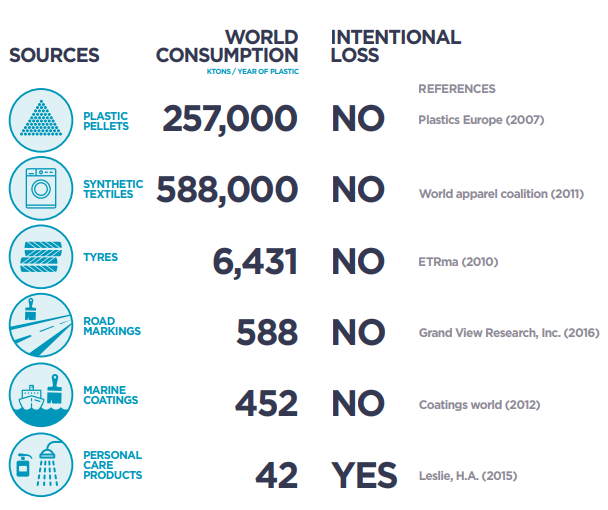 SOURCES
WORLD
CONSUMPTION
KTONS / YEAR OF PLASTIC
INTENTIONAL
LOSS
REFERENCES
PLASTIC
PELLETS
257,000
NO
Plastics Europe (2007)
SYNTHETIC
TEXTILES
588,000
NO
World apparel coalition (2011)
TYRES
6,431
NO
ETRma (2010)
ROAD
MARKINGS
588
NO
Grand View Research, Inc. (2016)
MARINE
COATINGS
452
NO
Coatings world (2012)
PERSONAL
CARE
PRODUCTS
42
YES
Leslie, H.A. (2015)